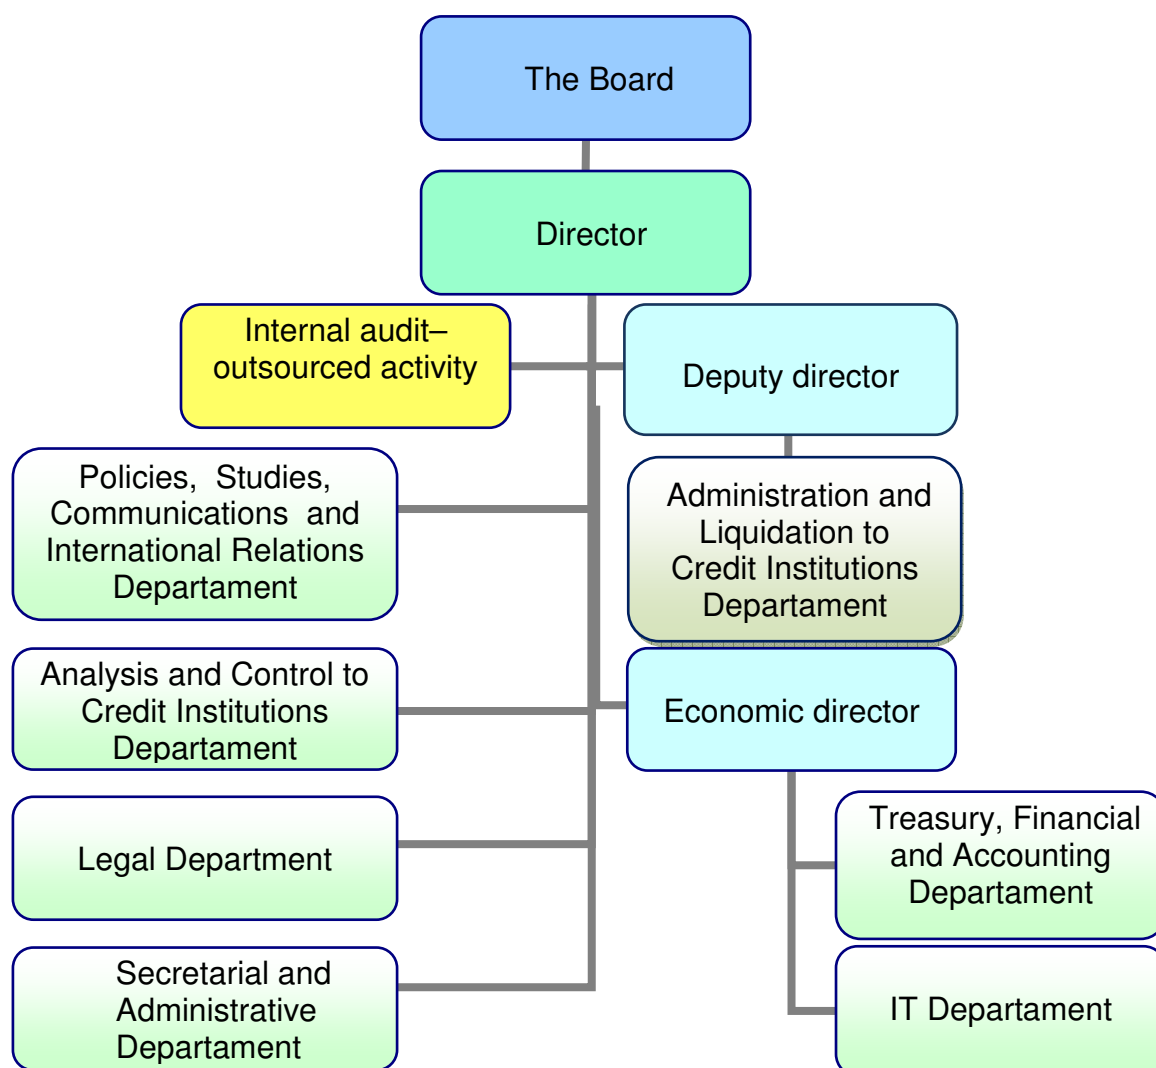 The Board
Director
Internal audit–
outsourced activity
Deputy director
Policies, Studies,
Communications and
International Relations
Departament
Administration and
Liquidation to
Credit Institutions
Departament
Analysis and Control to
Credit Institutions
Departament
Economic director
Legal Department
Treasury, Financial
and Accounting
Departament
Secretarial and
Administrative
Departament
IT Departament